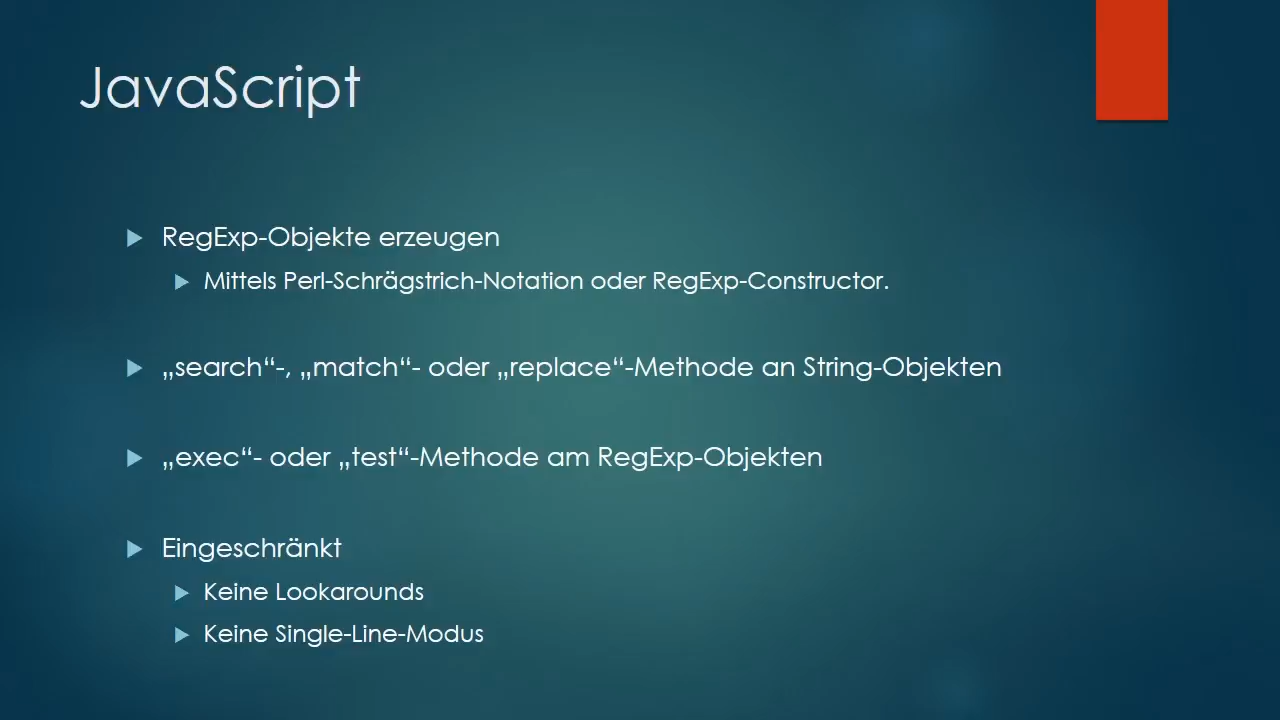 JavaScript
RegExp-Objekte erzeugen
Mittels Perl-Schrägstrich-Notation oder RegExp-Constructor.
„search“-, „match“- oder „replace“-Methode an String-Objekten
„exec“- oder „test“-Methode am RegExp-Objekten
Eingeschränkt
Keine Lookarounds
Keine Single-Line-Modus